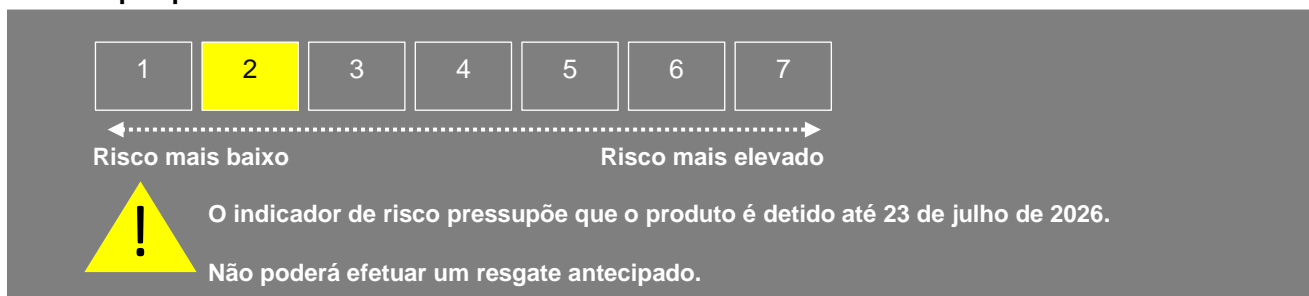 1 2 3 4 5 6 7
Risco mais baixo Risco mais elevado
! O indicador de risco pressupõe que o produto é detido até 23 de julho de 2026.
Não poderá efetuar um resgate antecipado.